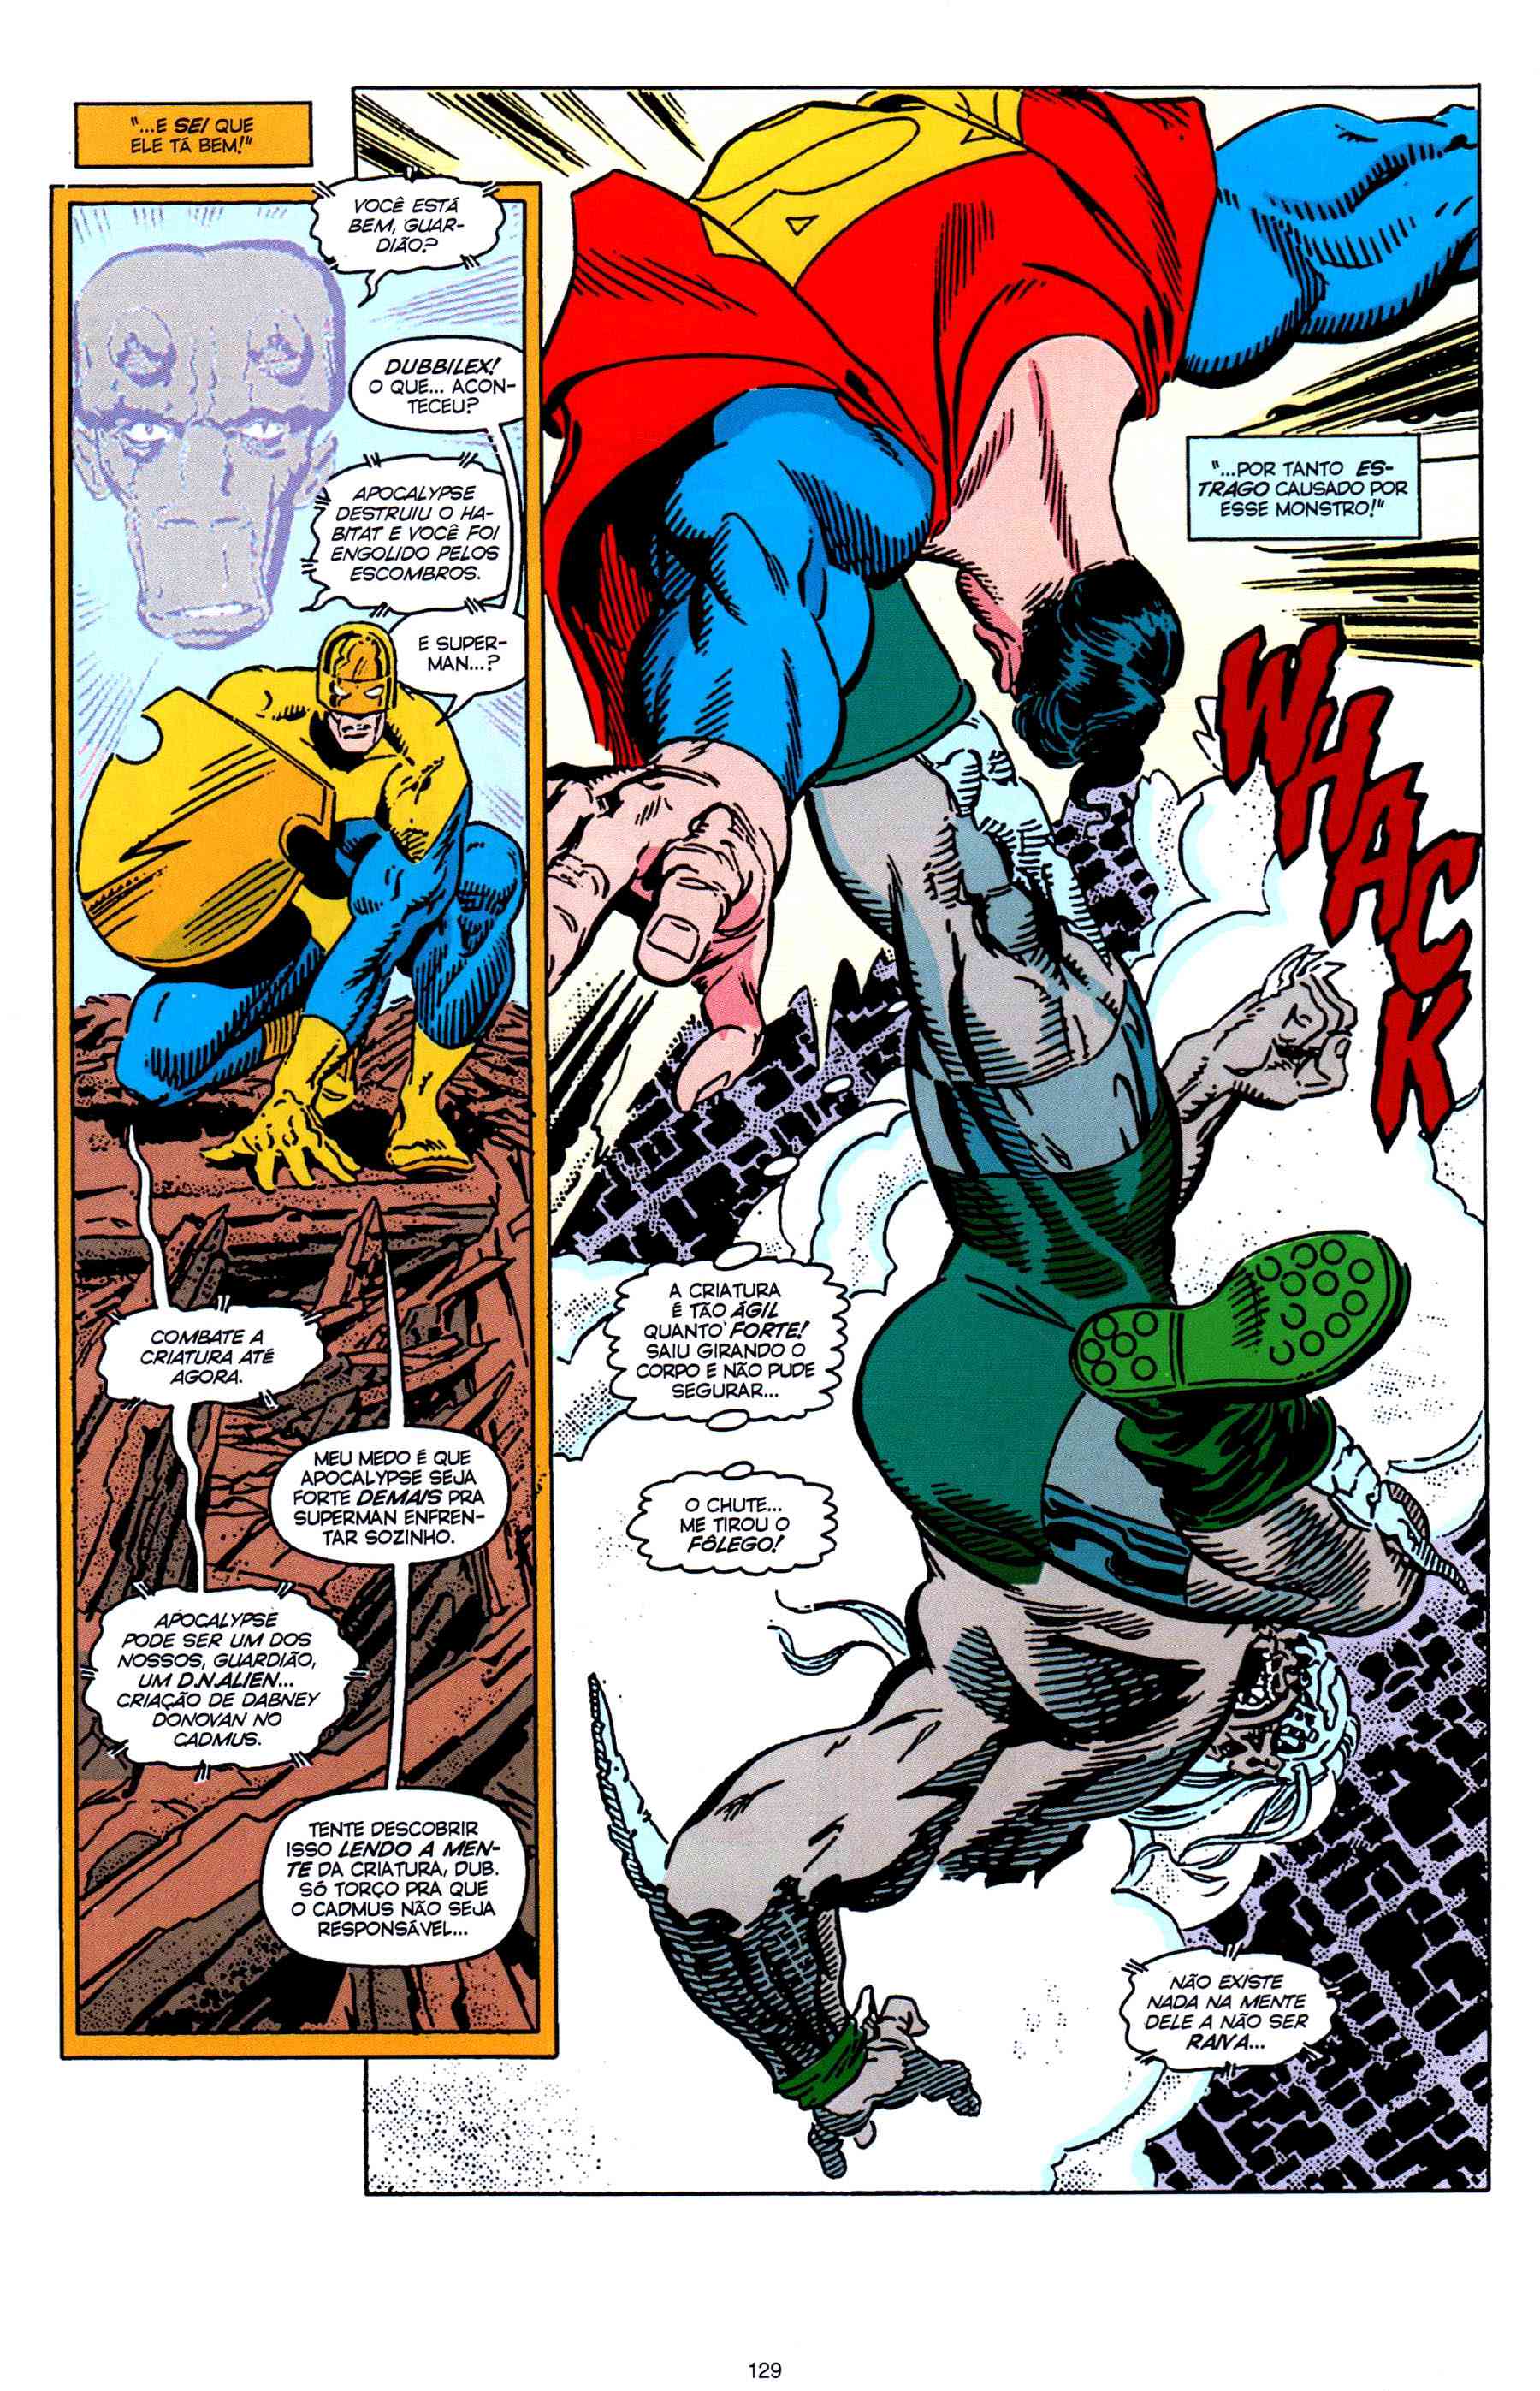 "...E SEI QUE
ELE TÁ BEM!"
VOCÊ ESTÁ
BEM, GUAR-
DIÃO?
DUBBILEX!
O QUE... ACON-
TECEU?
APOCALYPSE
DESTRUIU O HA-
BITAT E VOCÊ FOI
ENGOLIDO PELOS
ESCOMBROS.
E SUPER-
MAN...?
COMBATE A
CRIATURA ATÉ
AGORA.
MEU MEDO É QUE
APOCALYPSE SEJA
FORTE DEMAIS PRA
SUPERMAN ENFREN-
TAR SOZINHO.
APOCALYPSE
PODE SER UM DOS
NOSSOS, GUARDIÃO,
UM D.N.ALIEN...
CRIAÇÃO DE DABNEY
DONOVAN NO
CADMUS.
TENTE DESCOBRIR
ISSO LENDO A MEN-
TE DA CRIATURA, DUB.
SÓ TORÇO PRA QUE
O CADMUS NÃO SEJA
RESPONSÁVEL...
"...POR TANTO ES-
TRAGO CAUSADO POR
ESSE MONSTRO!"
WHACK
A CRIATURA
É TÃO ÁGIL
QUANTO FORTE!
SAIU GIRANDO O
CORPO E NÃO PUDE
SEGURAR...
O CHUTE...
ME TIROU O
FÔLEGO!
NÃO EXISTE
NADA NA MENTE
DELE A NÃO SER
RAIVA...
129